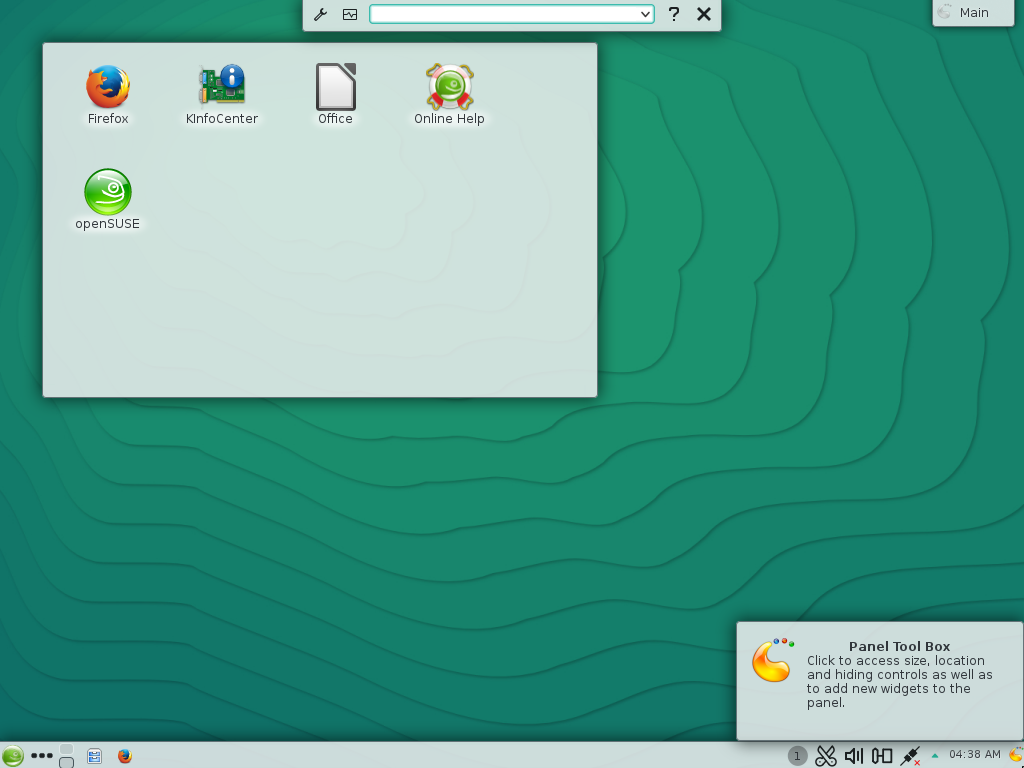 ?
Main
Firefox
KInfoCenter
Office
Online Help
openSUSE
Panel Tool Box
Click to access size, location
and hiding controls as well as
to add new widgets to the
panel.
1
04:38 AM